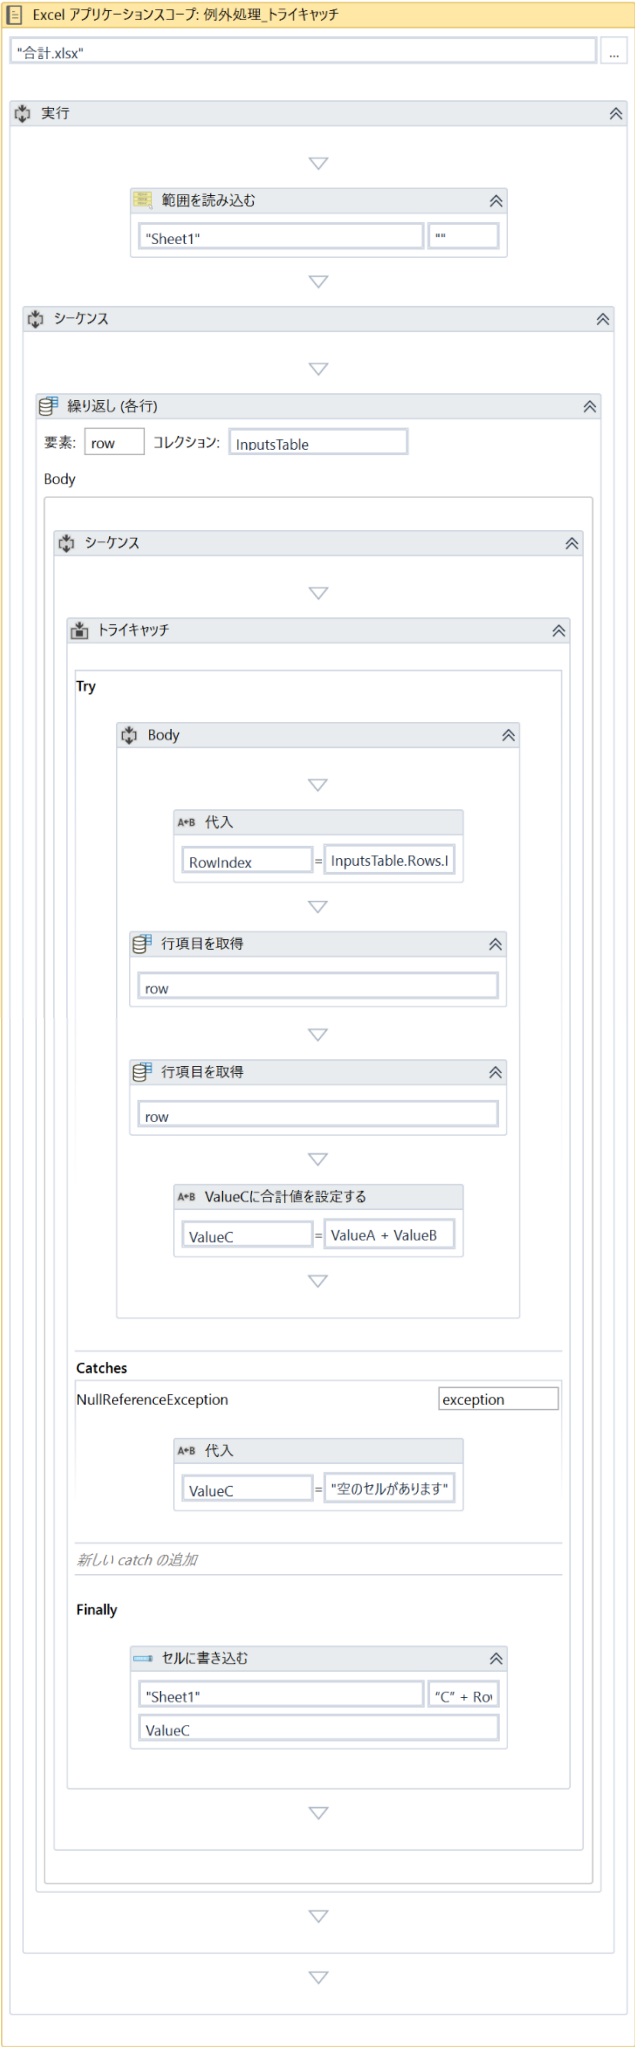 Excel アプリケーションスコープ: 例外処理_トライキャッチ
"合計.xlsx" ...
実行
範囲を読み込む
"Sheet1" ""
シーケンス
繰り返し (各行)
要素: row コレクション: InputsTable
Body
シーケンス
トライキャッチ
Try
Body
A+B 代入
RowIndex = InputsTable.Rows.I
行項目を取得
row
行項目を取得
row
A+B ValueCに合計値を設定する
ValueC = ValueA + ValueB
Catches
NullReferenceException exception
A+B 代入
ValueC = "空のセルがあります"
新しい catch の追加
Finally
セルに書き込む
"Sheet1" "C" + Rov
ValueC